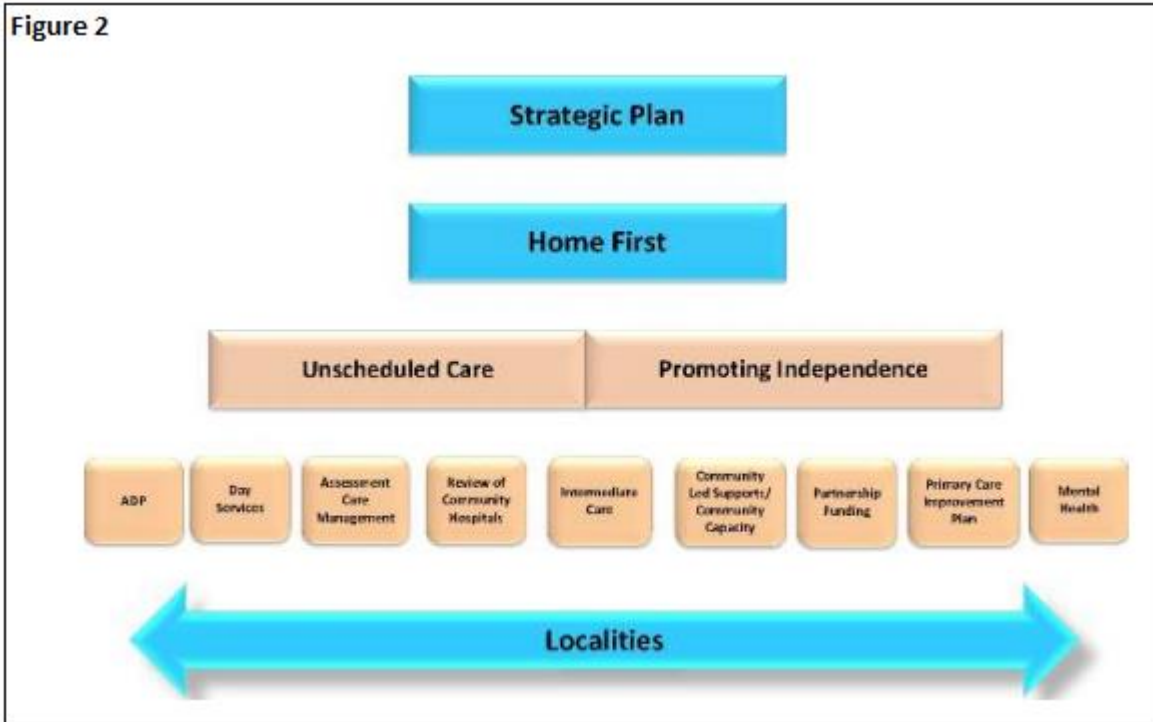 Figure 2
Strategic Plan
Home First
Unscheduled Care
Promoting Independence
ADP
Day
Services
Assessment
Care
Management
Review of
Community
Hospitals
Intermediate
Care
Community
Led Supports/
Community
Capacity
Partnership
Funding
Primary Care
Improvement
Plan
Mental
Health
Localities